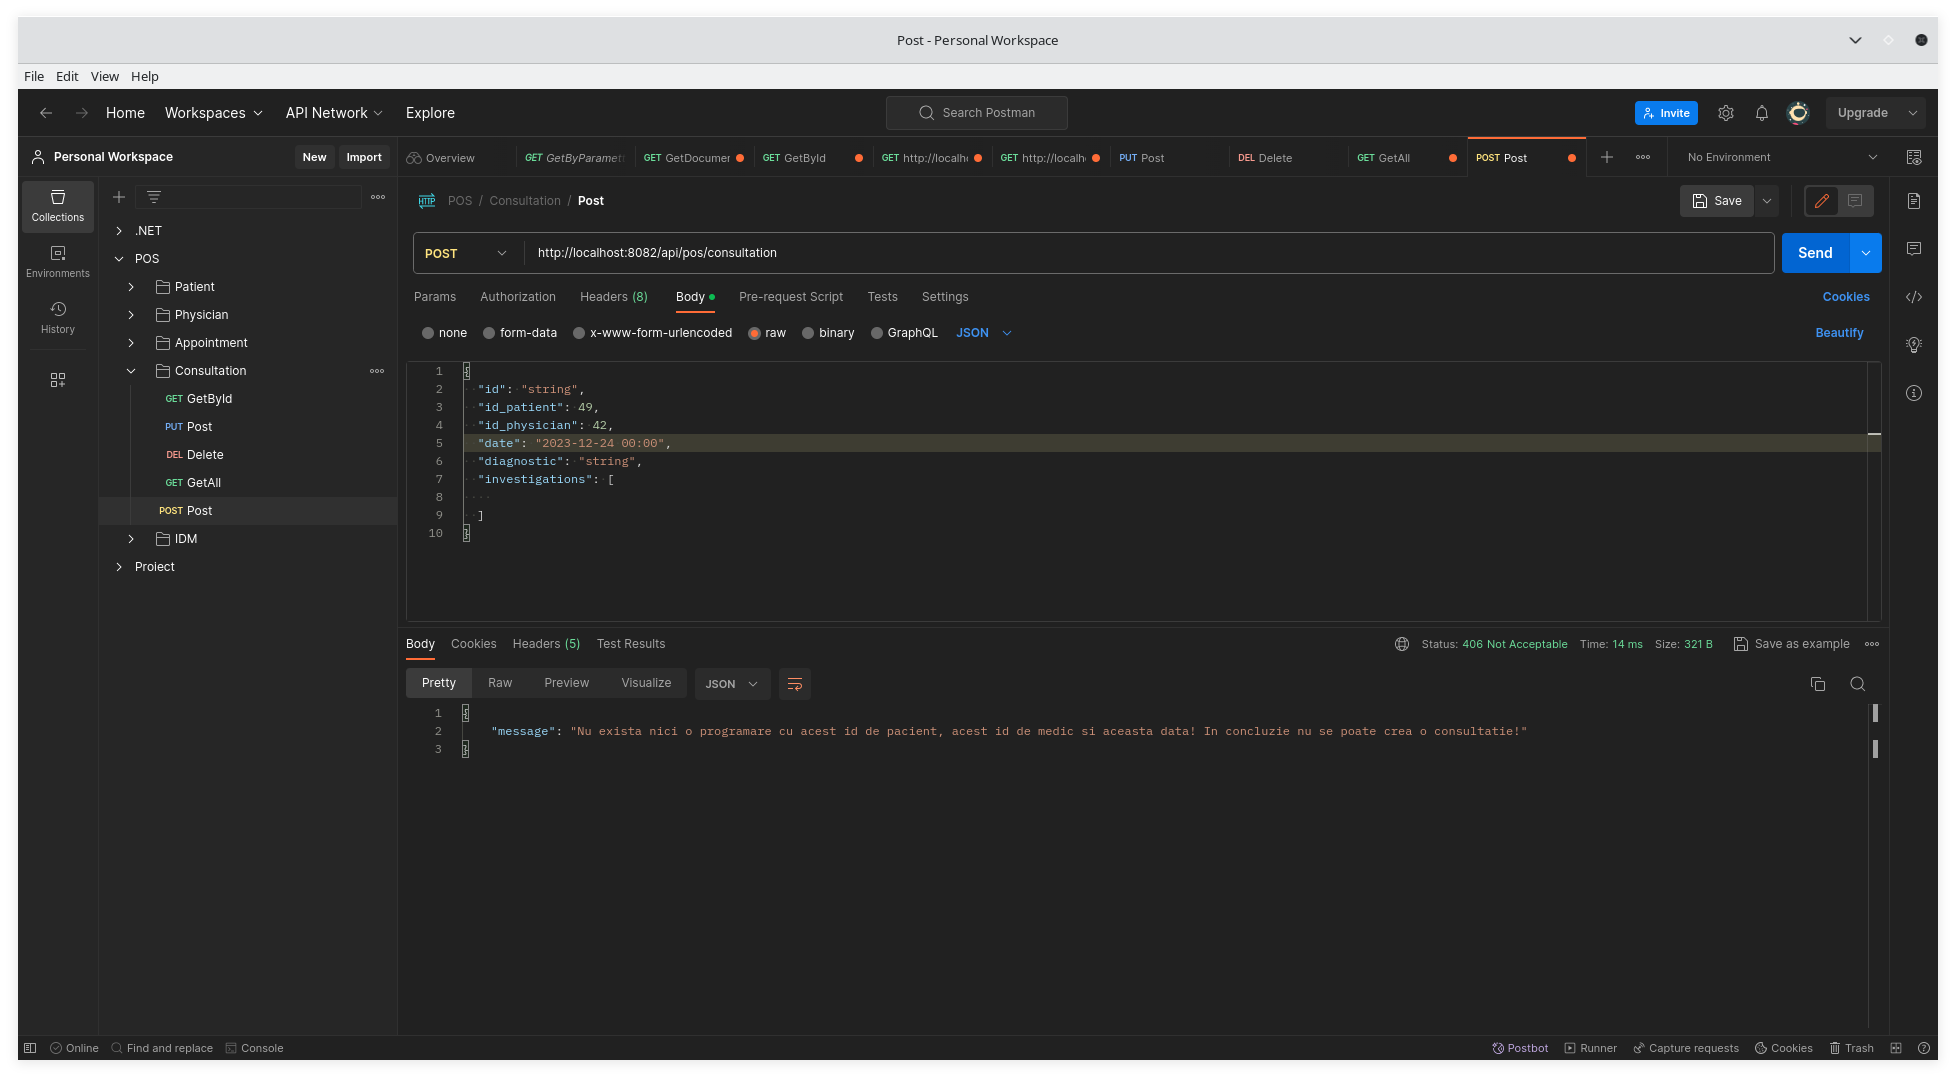 Post - Personal Workspace
File Edit View Help
Home Workspaces API Network Explore Search Postman Invite Upgrade
Personal Workspace New Import
Overview GET GetByParamet GET GetDocumer GET GetById GET http://localh GET http://localh PUT Post DEL Delete GET GetAll POST Post No Environment
Collections
Environments
History
.NET
POS
Patient
Physician
Appointment
Consultation
GET GetById
PUT Post
DEL Delete
GET GetAll
POST Post
IDM
Proiect
HTTP POS / Consultation / Post Save
POST http://localhost:8082/api/pos/consultation Send
Params Authorization Headers (8) Body Pre-request Script Tests Settings Cookies
none form-data x-www-form-urlencoded raw binary GraphQL JSON Beautify
1 {
2 "id": "string",
3 "id_patient": 49,
4 "id_physician": 42,
5 "date": "2023-12-24 00:00",
6 "diagnostic": "string",
7 "investigations": [
8
9 ]
10 }
Body Cookies Headers (5) Test Results Status: 406 Not Acceptable Time: 14 ms Size: 321 B Save as example
Pretty Raw Preview Visualize JSON
1 {
2 "message": "Nu exista nici o programare cu acest id de pacient, acest id de medic si aceasta data! In concluzie nu se poate crea o consultatie!"
3 }
Online Find and replace Console Postbot Runner Capture requests Cookies Trash